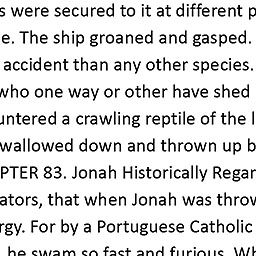 s were secured to it at different p
e. The ship groaned and gasped.
accident than any other species.
who one way or other have shed
untered a crawling reptile of the l
wallowed down and thrown up b
PTER 83. Jonah Historically Regar
ators, that when Jonah was throw
rgy. For by a Portuguese Catholic
he swam so fast and furious. Wh